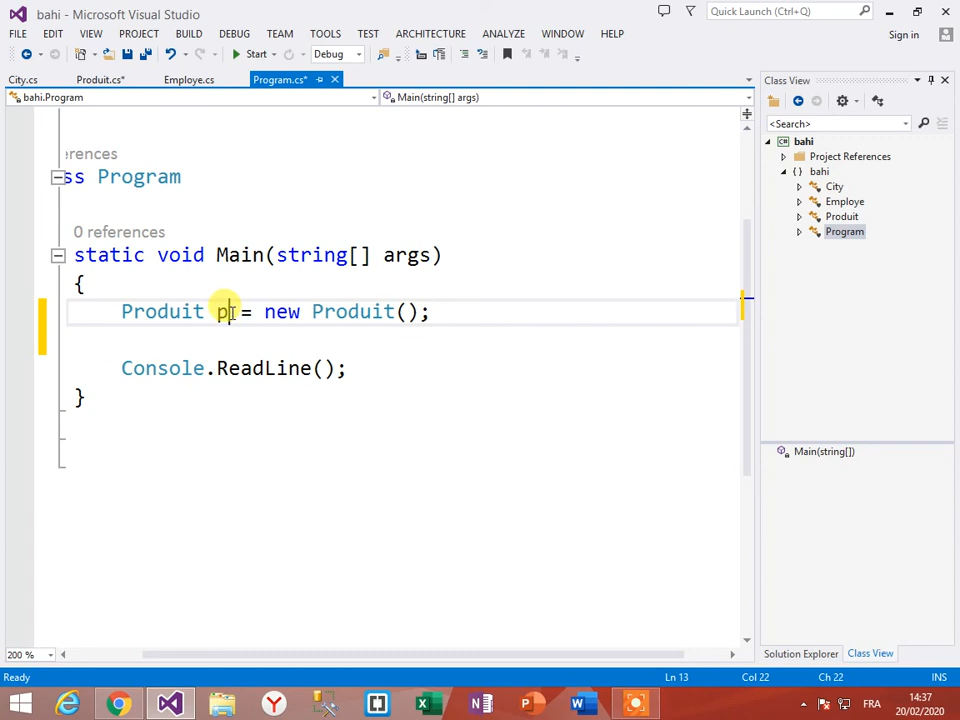 bahi - Microsoft Visual Studio
Quick Launch (Ctrl+Q)
FILE EDIT VIEW PROJECT BUILD DEBUG TEAM TOOLS TEST ARCHITECTURE ANALYZE WINDOW HELP
Sign in
Start Debug
City.cs Produit.cs* Employe.cs Program.cs*
bahi.Program Main(string[] args)
erences
ss Program
0 references
static void Main(string[] args)
{
Produit p = new Produit();
Console.ReadLine();
}
200 %
Class View
<Search>
bahi
Project References
bahi
City
Employe
Produit
Program
Main(string[])
Solution Explorer Class View
Ready Ln 13 Col 22 Ch 22 INS
FRA
14:37
20/02/2020